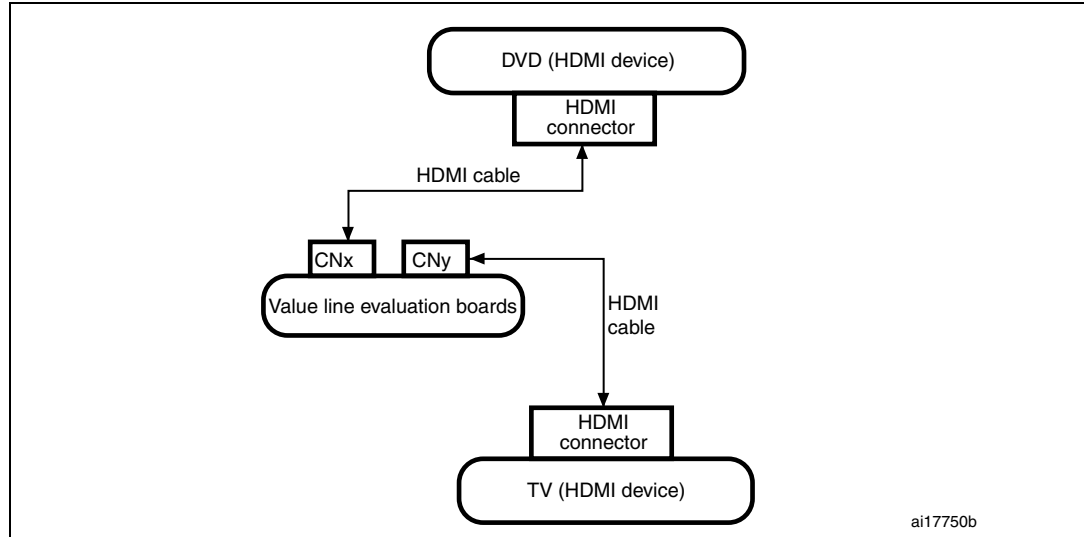 DVD (HDMI device)
HDMI
connector
HDMI cable
CNx
CNy
Value line evaluation boards
HDMI
cable
HDMI
connector
TV (HDMI device)
ai17750b